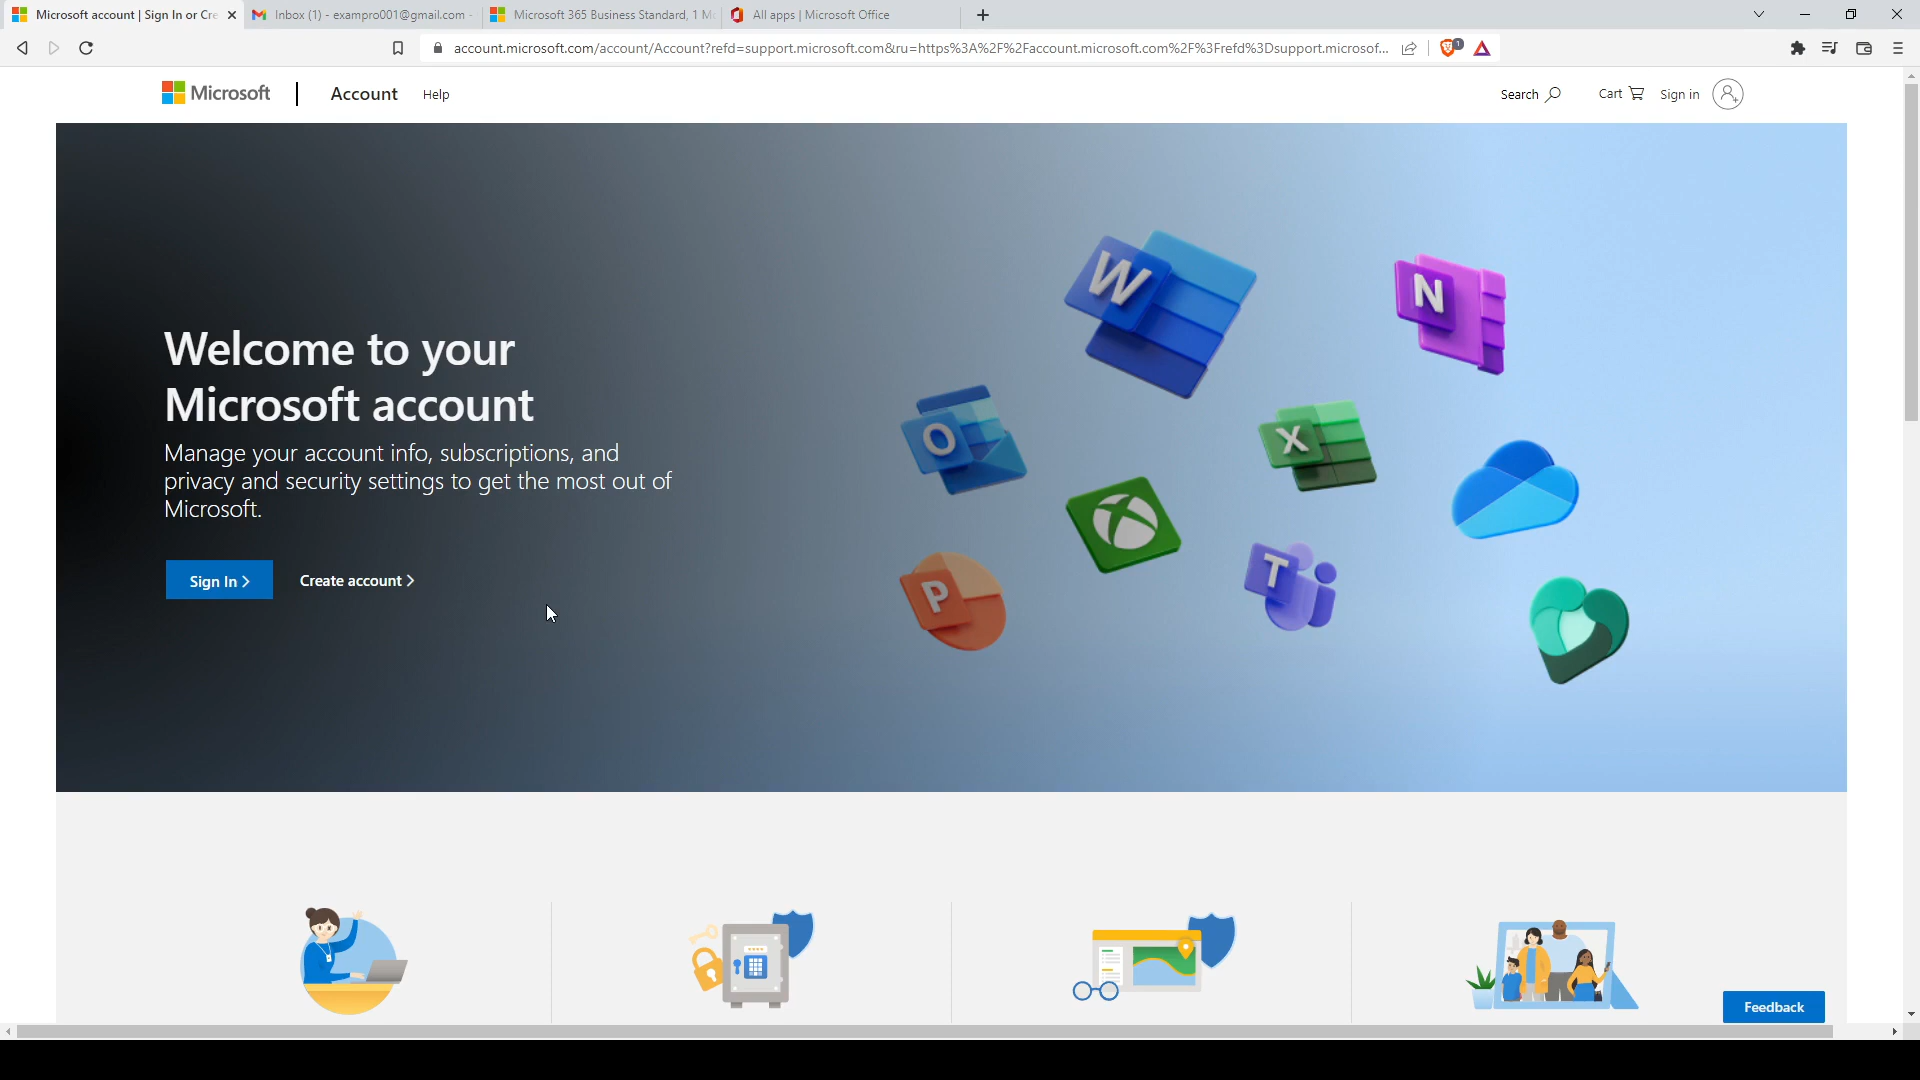 Microsoft account | Sign In or Cre
Inbox (1) - exampro001@gmail.com -
Microsoft 365 Business Standard, 1 M
All apps | Microsoft Office
account.microsoft.com/account/Account?refd=support.microsoft.com&ru=https%3A%2F%2Faccount.microsoft.com%2F%3Frefd%3Dsupport.microsof...
1
Microsoft
Account
Help
Search
Cart
Sign in
Welcome to your
Microsoft account
Manage your account info, subscriptions, and
privacy and security settings to get the most out of
Microsoft.
Sign In >
Create account >
W
N
O
X
P
T
Feedback